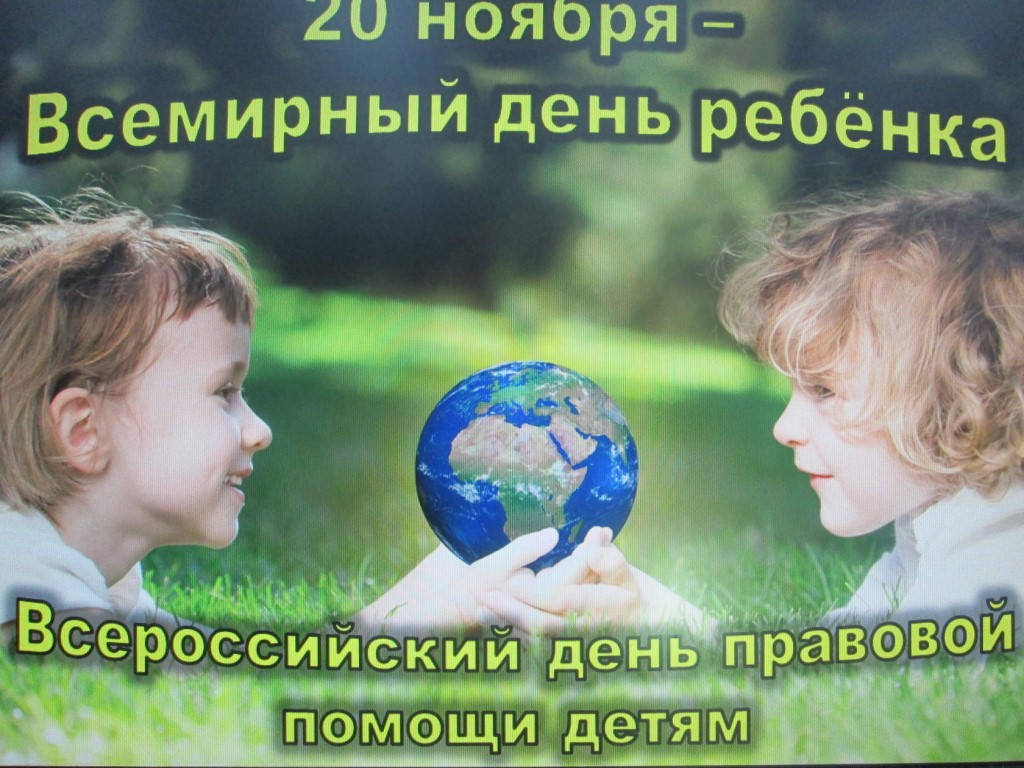 20 ноября –
Всемирный день ребёнка
Всероссийский день правовой
помощи детям